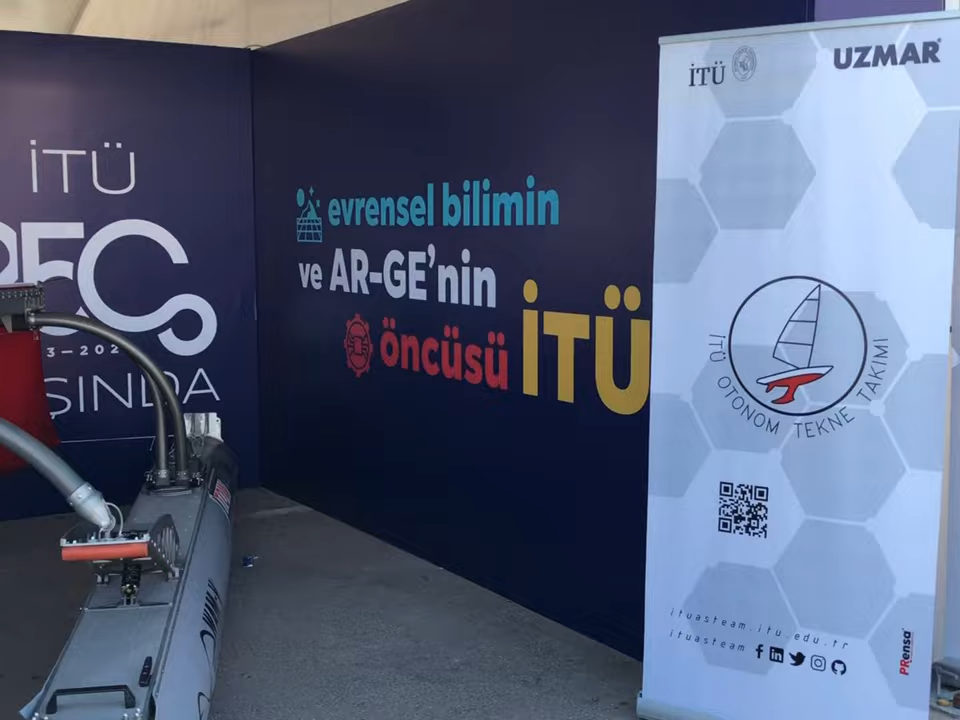 İTÜ
3-202
ŞINDA
evrensel bilimin
ve AR-GE'nin
öncüsü İTÜ
İTÜ
UZMAR
İTÜ OTONOM TEKNE TAKIMI
ituasteam.itu.edu.tr
ituasteam
PRensa